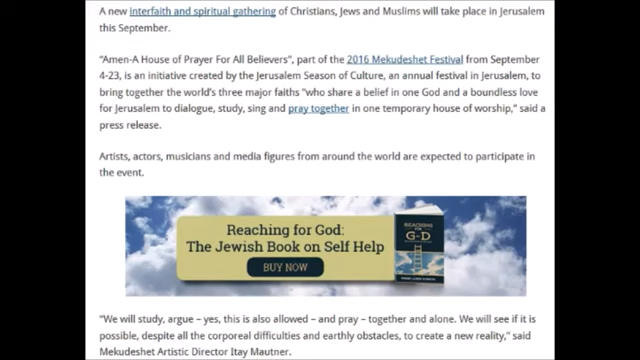 A new interfaith and spiritual gathering of Christians, Jews and Muslims will take place in Jerusalem
this September.
“Amen-A House of Prayer For All Believers”, part of the 2016 Mekudeshet Festival from September
4-23, is an initiative created by the Jerusalem Season of Culture, an annual festival in Jerusalem, to
bring together the world’s three major faiths “who share a belief in one God and a boundless love
for Jerusalem to dialogue, study, sing and pray together in one temporary house of worship,” said a
press release.
Artists, actors, musicians and media figures from around the world are expected to participate in
the event.
Reaching for God:
The Jewish Book on Self Help
BUY NOW
REACHING
FOR
G-D
“We will study, argue – yes, this is also allowed – and pray – together and alone. We will see if it is
possible, despite all the corporeal difficulties and earthly obstacles, to create a new reality,” said
Mekudeshet Artistic Director Itay Mautner.